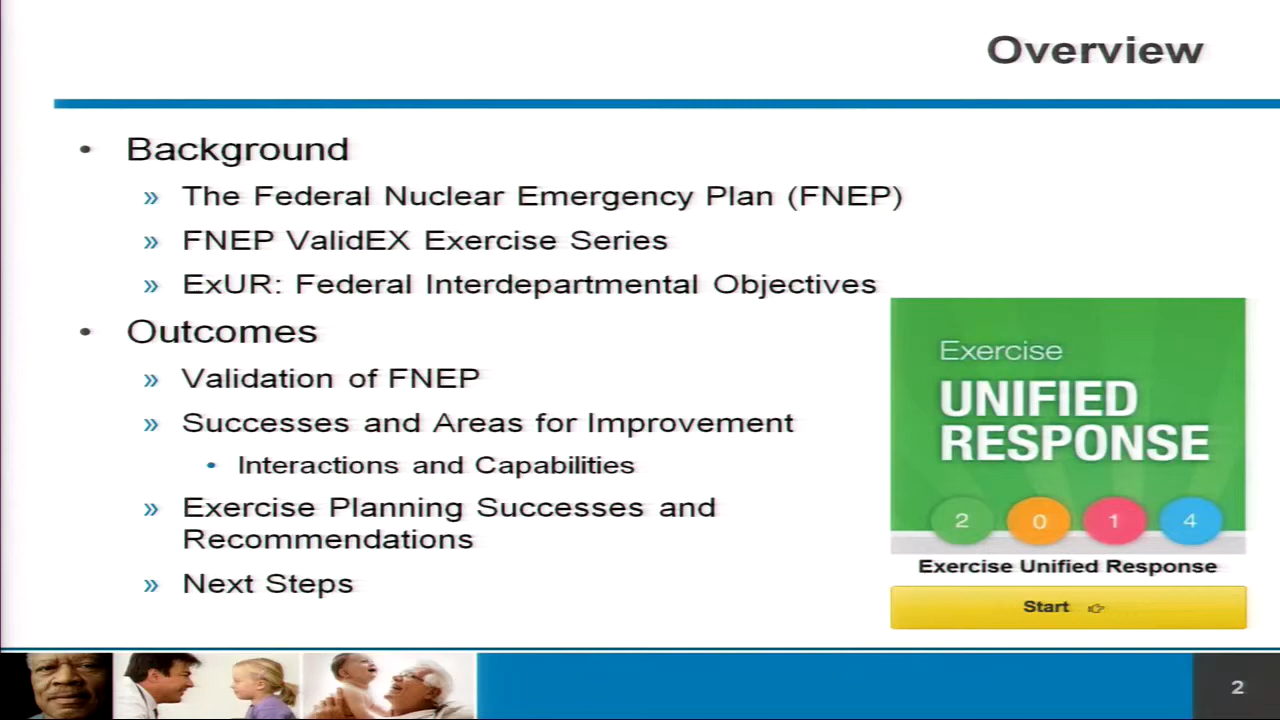 Overview
• Background
» The Federal Nuclear Emergency Plan (FNEP)
» FNEP ValidEX Exercise Series
» ExUR: Federal Interdepartmental Objectives
• Outcomes
» Validation of FNEP
» Successes and Areas for Improvement
• Interactions and Capabilities
» Exercise Planning Successes and
Recommendations
» Next Steps
Exercise
UNIFIED
RESPONSE
2 0 1 4
Exercise Unified Response
Start
2